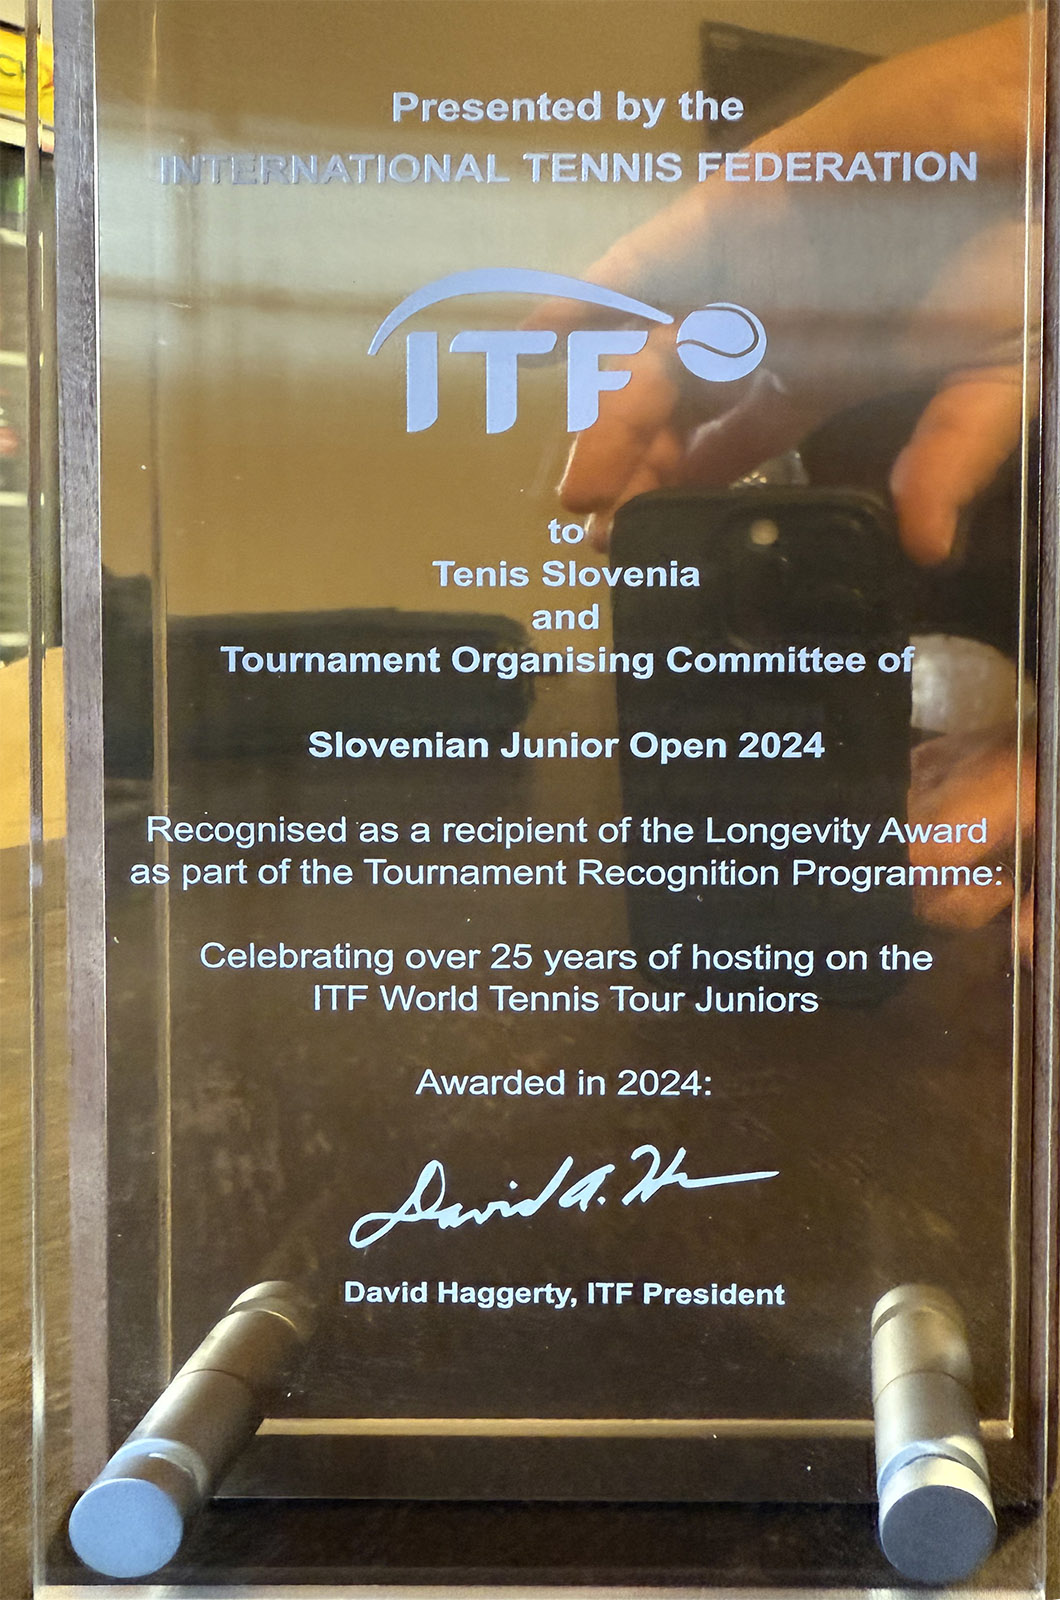 Presented by the
INTERNATIONAL TENNIS FEDERATION
ITF
to
Tenis Slovenia
and
Tournament Organising Committee of
Slovenian Junior Open 2024
Recognised as a recipient of the Longevity Award
as part of the Tournament Recognition Programme:
Celebrating over 25 years of hosting on the
ITF World Tennis Tour Juniors
Awarded in 2024:
David A. H
David Haggerty, ITF President